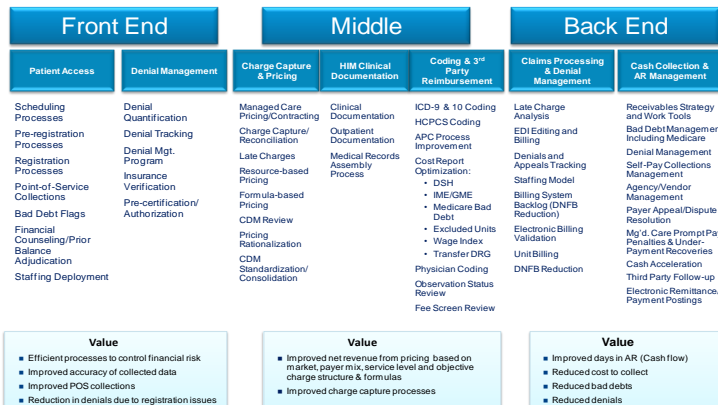 Front End
Middle
Back End
Patient Access
Denial Management
Charge Capture
& Pricing
HIM Clinical
Documentation
Coding & 3rd
Party
Reimbursement
Claims Processing
& Denial
Management
Cash Collection &
AR Management
Scheduling
Processes
Pre-registration
Processes
Registration
Processes
Point-of-Service
Collections
Bad Debt Flags
Financial
Counseling/Prior
Balance
Adjudication
Staffing Deployment
Denial
Quantification
Denial Tracking
Denial Mgt.
Program
Insurance
Verification
Pre-certification/
Authorization
Managed Care
Pricing/Contracting
Charge Capture/
Reconciliation
Late Charges
Resource-based
Pricing
Formula-based
Pricing
CDM Review
Pricing
Rationalization
CDM
Standardization/
Consolidation
Clinical
Documentation
Outpatient
Documentation
Medical Records
Assembly
Process
ICD-9 & 10 Coding
HCPCS Coding
APC Process
Improvement
Cost Report
Optimization:
• DSH
• IME/GME
• Medicare Bad
Debt
• Excluded Units
• Wage Index
• Transfer DRG
Physician Coding
Observation Status
Review
Fee Screen Review
Late Charge
Analysis
EDI Editing and
Billing
Denials and
Appeals Tracking
Staffing Model
Billing System
Backlog (DNFB
Reduction)
Electronic Billing
Validation
Unit Billing
DNFB Reduction
Receivables Strategy
and Work Tools
Bad Debt Managemen
Including Medicare
Denial Management
Self-Pay Collections
Management
Agency/Vendor
Management
Payer Appeal/Dispute
Resolution
Mg'd. Care Prompt Pa
Penalties & Under-
Payment Recoveries
Cash Acceleration
Third Party Follow-up
Electronic Remittance/
Payment Postings
Value
■ Efficient processes to control financial risk
■ Improved accuracy of collected data
■ Improved POS collections
■ Reduction in denials due to registration issues
Value
■ Improved net revenue from pricing based on
market, payer mix, service level and objective
charge structure & formulas
■ Improved charge capture processes
Value
■ Improved days in AR (Cash flow)
■ Reduced cost to collect
■ Reduced bad debts
■ Reduced denials